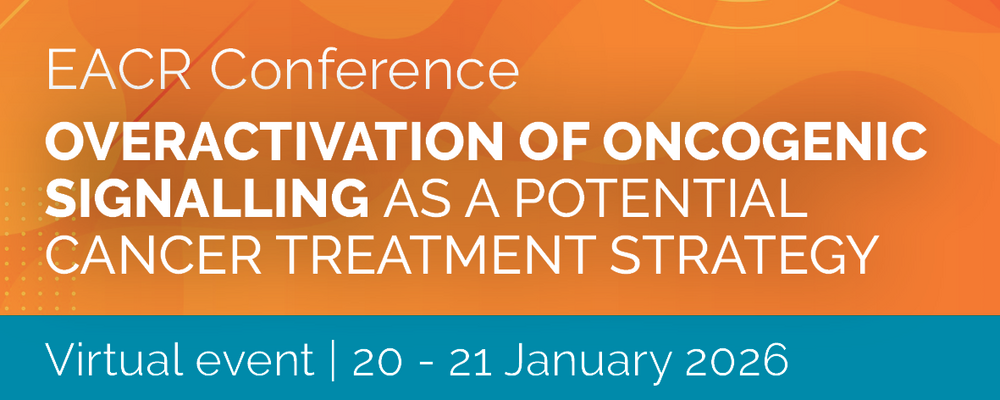 EACR Conference
OVERACTIVATION OF ONCOGENIC
SIGNALLING AS A POTENTIAL
CANCER TREATMENT STRATEGY
Virtual event | 20 - 21 January 2026